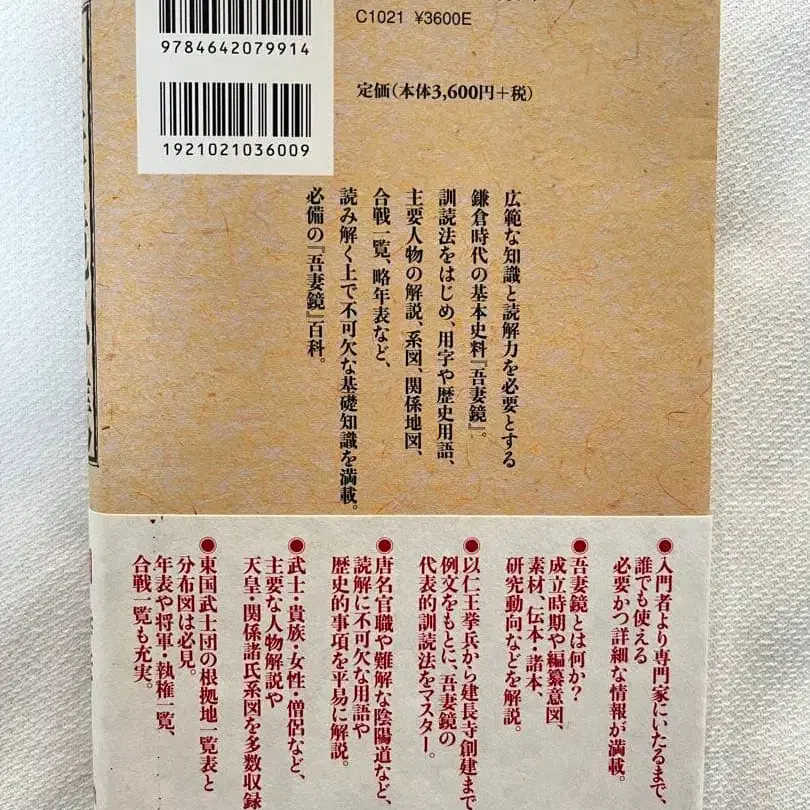 9784642079914
C1021 ¥3600E
定価（本体3,600円＋税）
1921021036009
広範な知識と読解力を必要とする
鎌倉時代の基本史料『吾妻鏡』。
訓読法をはじめ、用字や歴史用語、
主要人物の解説、系図、関係地図、
合戦一覧、略年表など、
読み解く上で不可欠な基礎知識を満載。
必備の『吾妻鏡』百科。
●入門者より専門家にいたるまで、
誰でも使える
必要かつ詳細な情報が満載。
●吾妻鏡とは何か？
成立時期や編纂意図、
素材、伝本・諸本、
研究動向などを解説。
●以仁王挙兵から建長寺創建まで
例文をもとに、吾妻鏡の
代表的訓読法をマスター。
●唐名官職や難解な陰陽道など、
読解に不可欠な用語や
歴史的事項を平易に解説。
●武士・貴族・女性・僧侶など、
主要な人物解説や
天皇・関係諸氏系図を多数収録
●東国武士団の根拠地一覧表と
分布図は必見。
年表や将軍・執権一覧、
合戦一覧も充実。